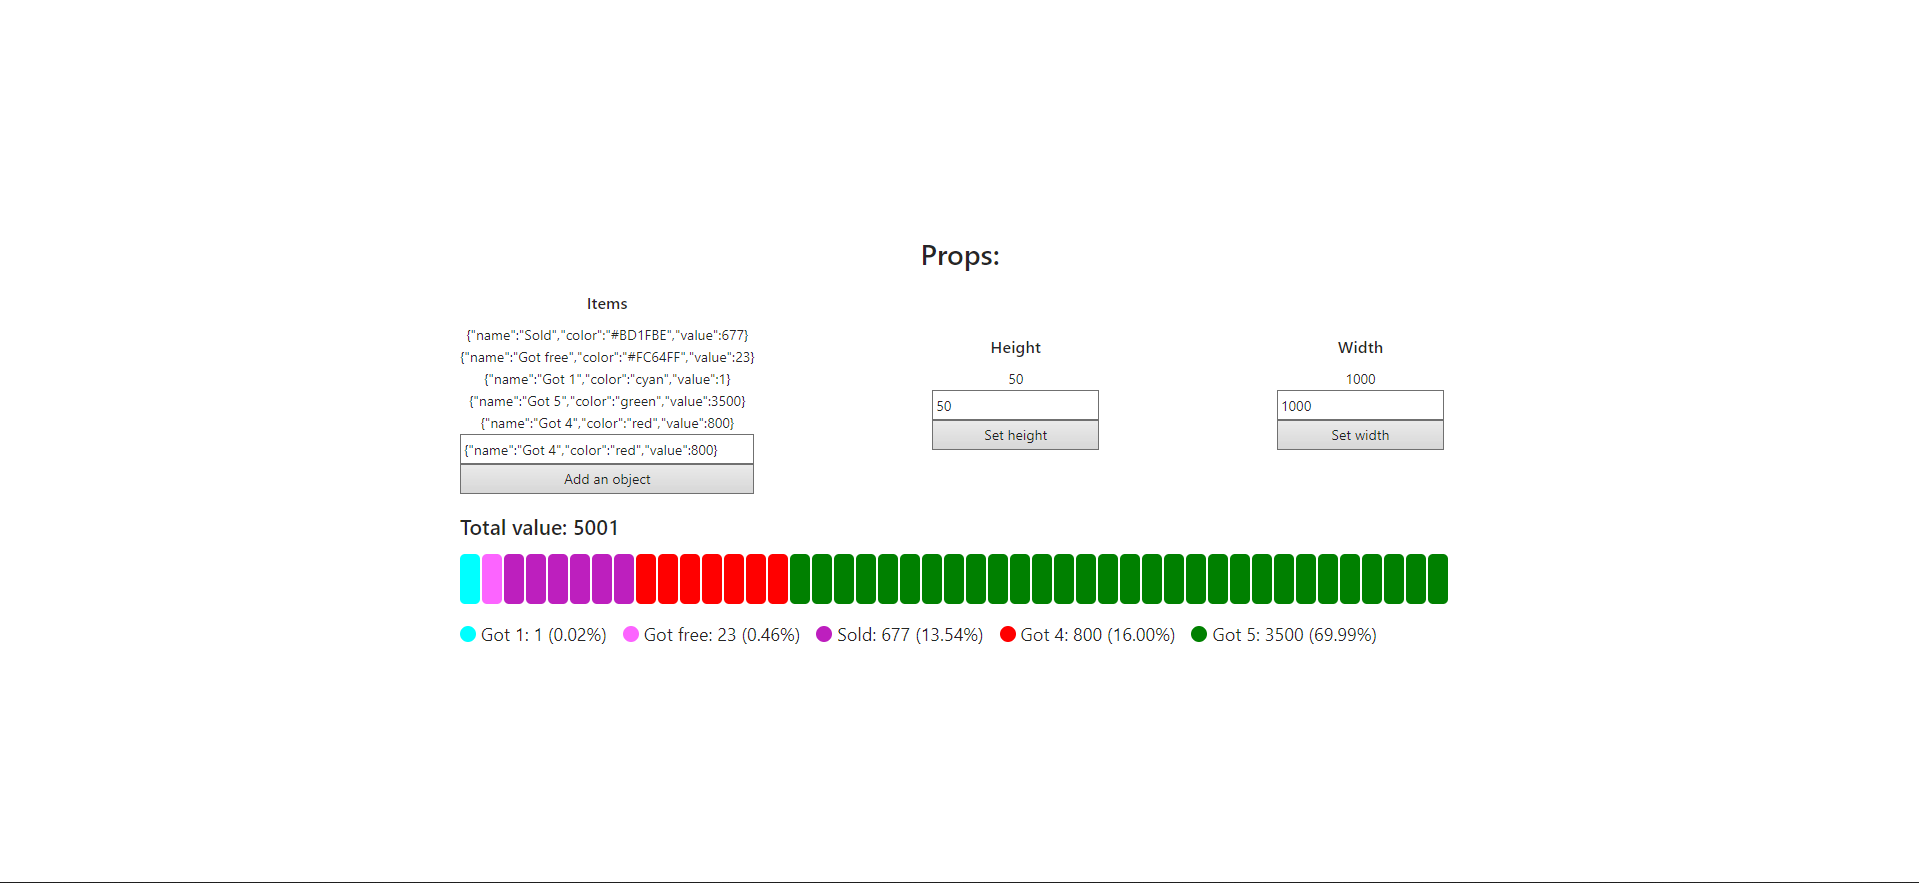 Props:
Items
{"name":"Sold","color":"#BD1FBE","value":677}
{"name":"Got free","color":"#FC64FF","value":23}
{"name":"Got 1","color":"cyan","value":1}
{"name":"Got 5","color":"green","value":3500}
{"name":"Got 4","color":"red","value":800}
{"name":"Got 4","color":"red","value":800}
Add an object
Height
50
50
Set height
Width
1000
1000
Set width
Total value: 5001
Got 1: 1 (0.02%) Got free: 23 (0.46%) Sold: 677 (13.54%) Got 4: 800 (16.00%) Got 5: 3500 (69.99%)